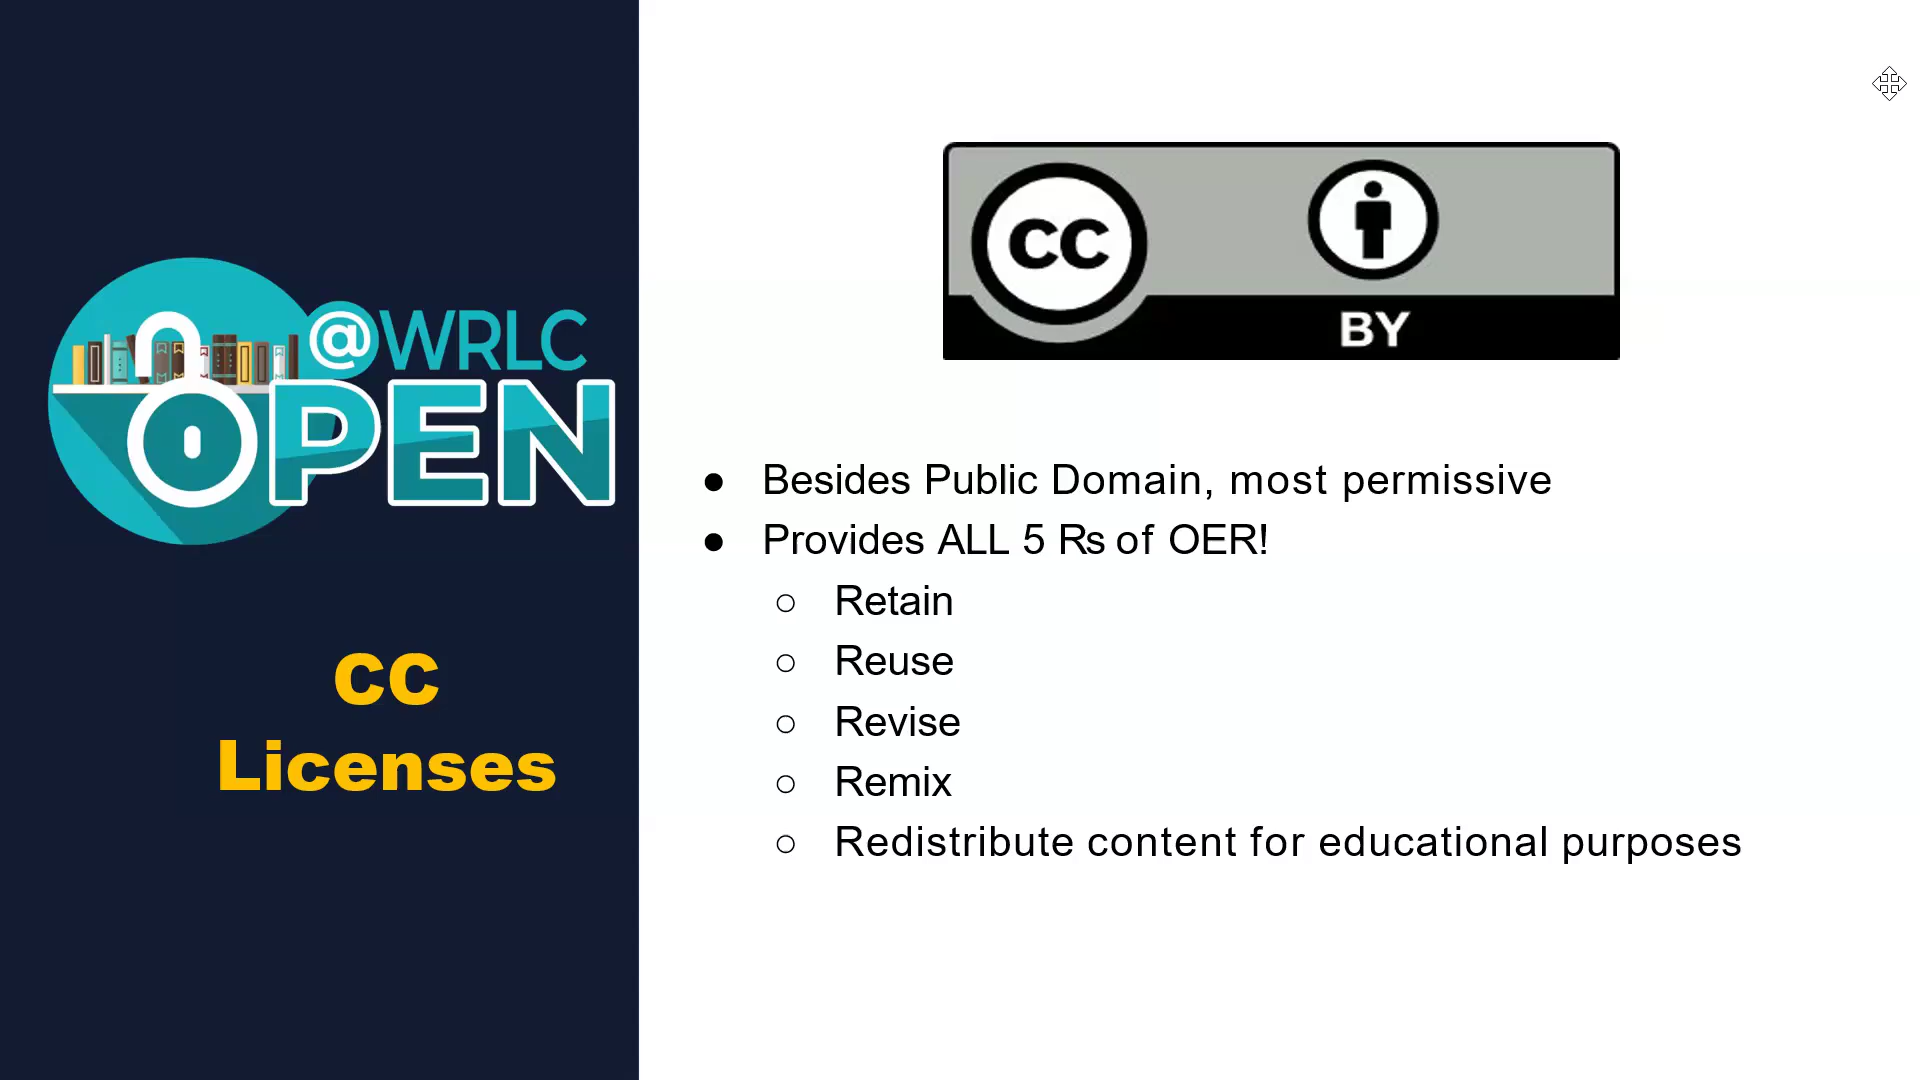 @WRLC
OPEN
CC
Licenses
CC
BY
● Besides Public Domain, most permissive
● Provides ALL 5 Rs of OER!
○ Retain
○ Reuse
○ Revise
○ Remix
○ Redistribute content for educational purposes